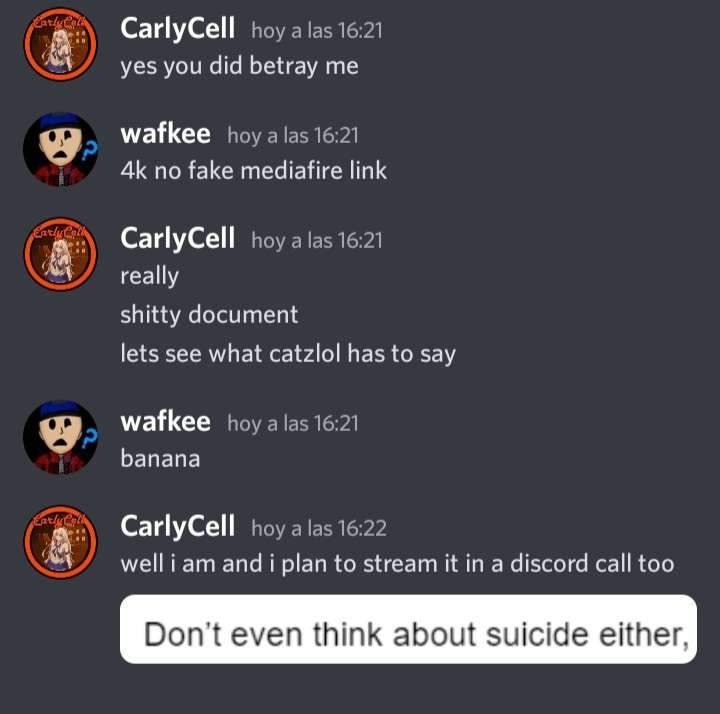 CarlyCell hoy a las 16:21
yes you did betray me
wafkee hoy a las 16:21
4k no fake mediafire link
CarlyCell hoy a las 16:21
really
shitty document
lets see what catzlol has to say
wafkee hoy a las 16:21
banana
CarlyCell hoy a las 16:22
well i am and i plan to stream it in a discord call too
Don't even think about suicide either,